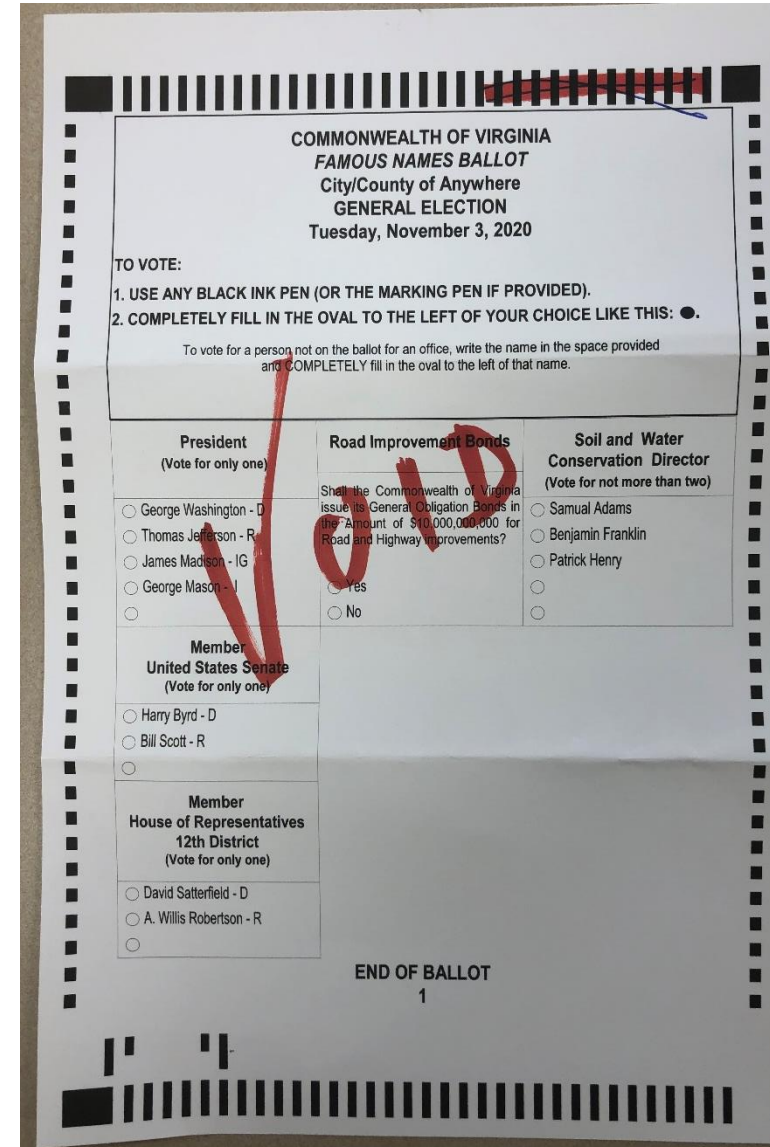 COMMONWEALTH OF VIRGINIA
FAMOUS NAMES BALLOT
City/County of Anywhere
GENERAL ELECTION
Tuesday, November 3, 2020
TO VOTE:
1. USE ANY BLACK INK PEN (OR THE MARKING PEN IF PROVIDED).
2. COMPLETELY FILL IN THE OVAL TO THE LEFT OF YOUR CHOICE LIKE THIS: ●.
To vote for a person not on the ballot for an office, write the name in the space provided
and COMPLETELY fill in the oval to the left of that name.
VOID
President
(Vote for only one)
George Washington - D
Thomas Jefferson - R
James Madison - IG
George Mason - I
Member
United States Senate
(Vote for only one)
Harry Byrd - D
Bill Scott - R
Member
House of Representatives
12th District
(Vote for only one)
David Satterfield - D
A. Willis Robertson - R
Road Improvement Bonds
Shall the Commonwealth of Virginia
issue its General Obligation Bonds in
the Amount of $10,000,000,000 for
Road and Highway improvements?
Yes
No
Soil and Water
Conservation Director
(Vote for not more than two)
Samual Adams
Benjamin Franklin
Patrick Henry
END OF BALLOT
1